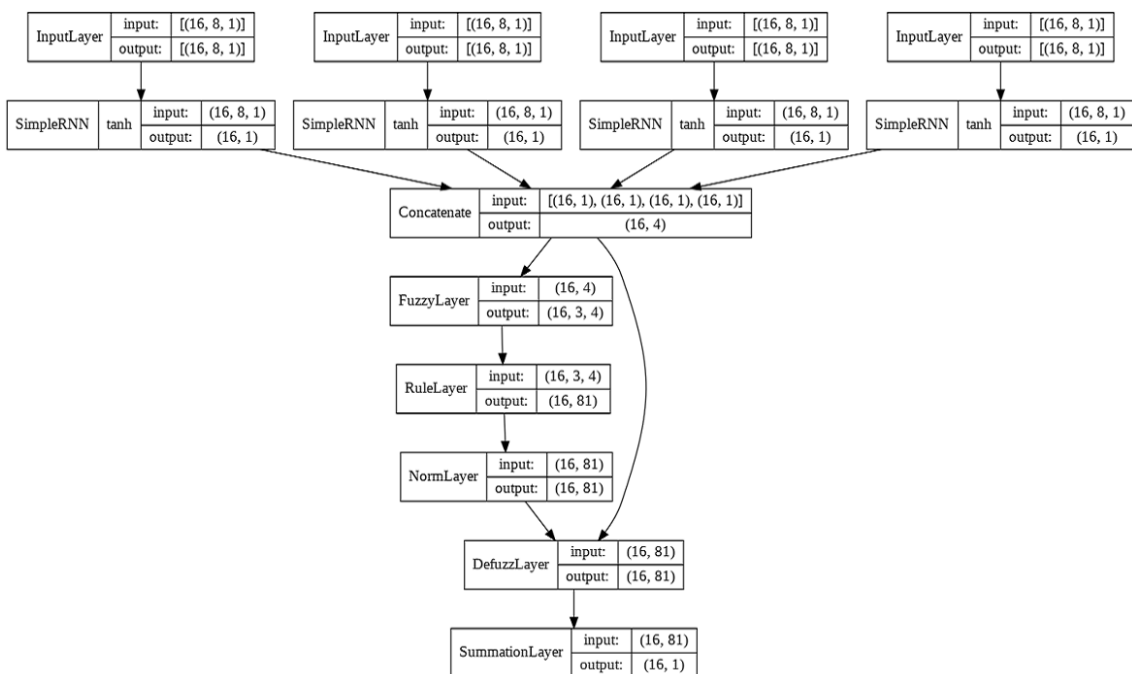 InputLayer input: [(16, 8, 1)] output: [(16, 8, 1)]
InputLayer input: [(16, 8, 1)] output: [(16, 8, 1)]
InputLayer input: [(16, 8, 1)] output: [(16, 8, 1)]
InputLayer input: [(16, 8, 1)] output: [(16, 8, 1)]
SimpleRNN tanh input: (16, 8, 1) output: (16, 1)
SimpleRNN tanh input: (16, 8, 1) output: (16, 1)
SimpleRNN tanh input: (16, 8, 1) output: (16, 1)
SimpleRNN tanh input: (16, 8, 1) output: (16, 1)
Concatenate input: [(16, 1), (16, 1), (16, 1), (16, 1)] output: (16, 4)
FuzzyLayer input: (16, 4) output: (16, 3, 4)
RuleLayer input: (16, 3, 4) output: (16, 81)
NormLayer input: (16, 81) output: (16, 81)
DefuzzLayer input: (16, 81) output: (16, 81)
SummationLayer input: (16, 81) output: (16, 1)